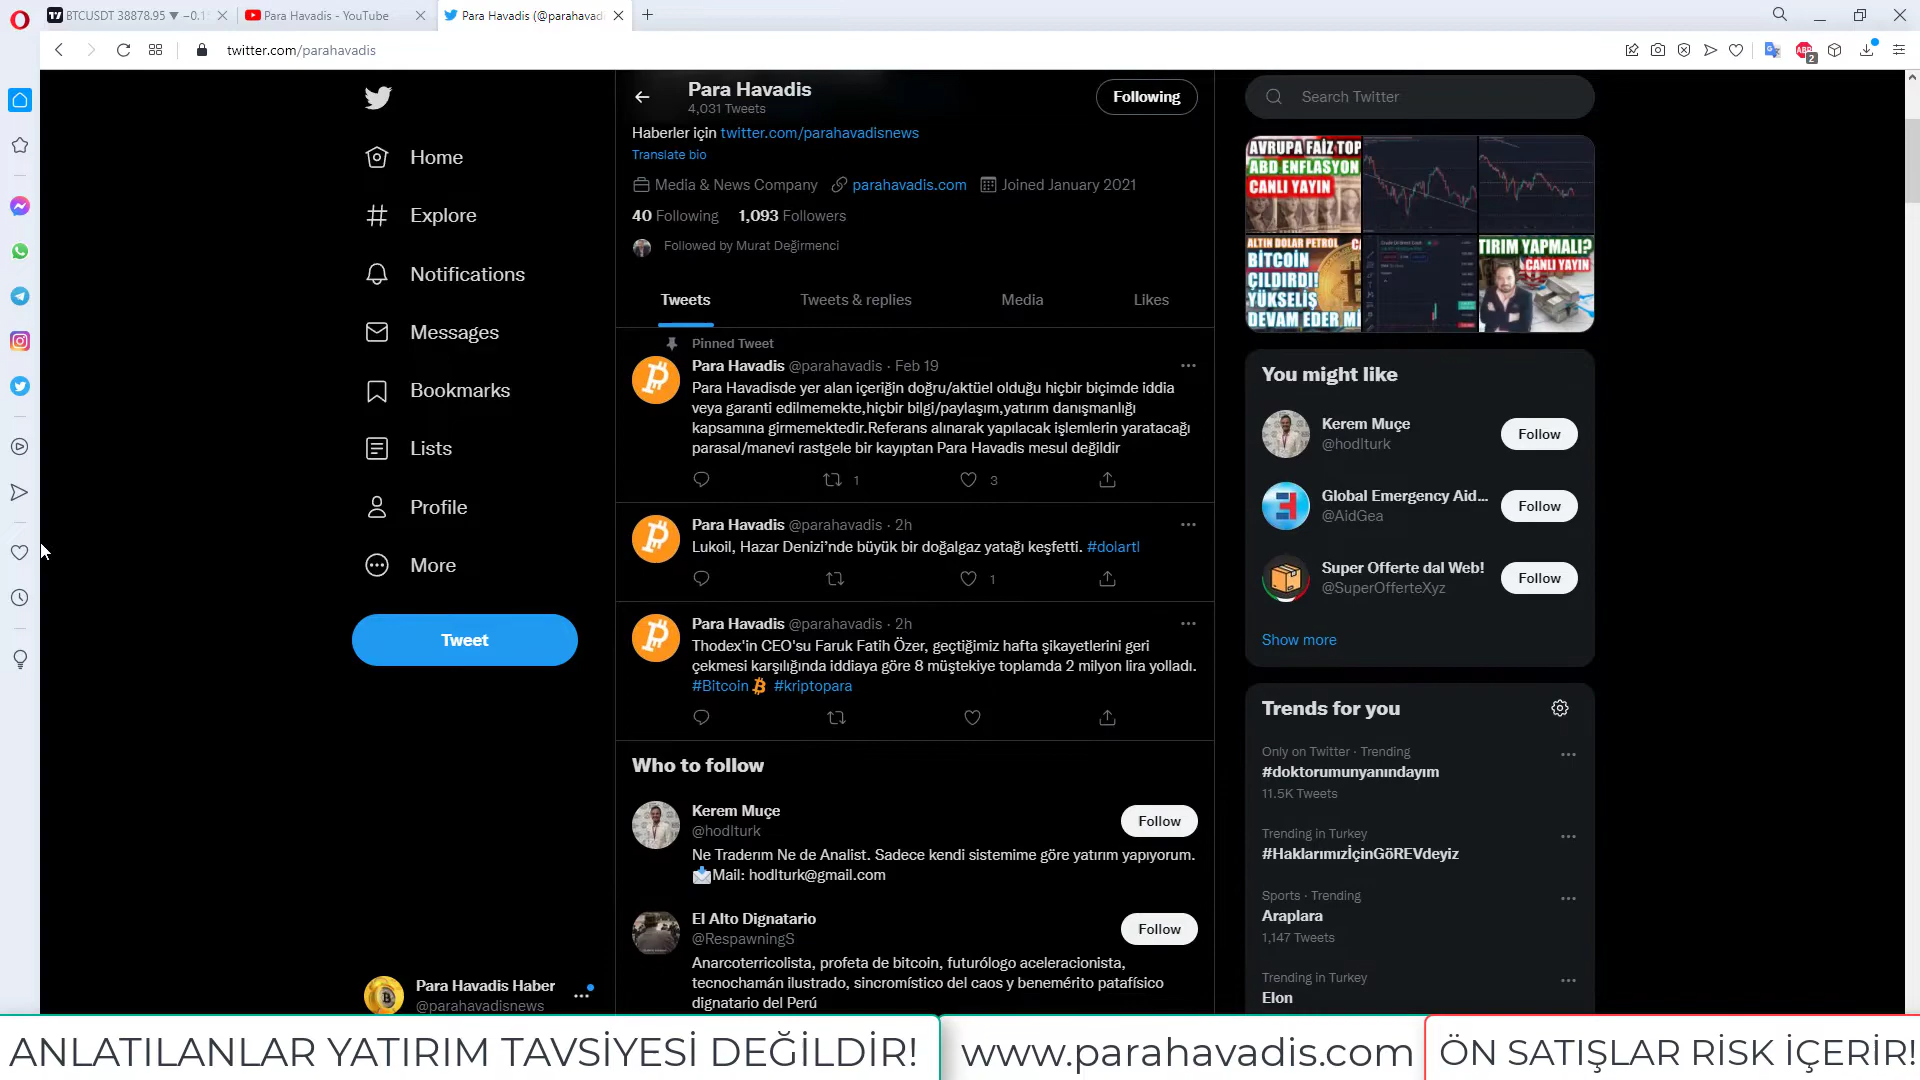 BTCUSDT 38878.95 ▼ −0.1
Para Havadis - YouTube
Para Havadis (@parahavad
twitter.com/parahavadis
ABP
2
Home
Explore
Notifications
Messages
Bookmarks
Lists
Profile
More
Tweet
Para Havadis Haber
@parahavadisnews
Para Havadis
4,031 Tweets
Following
Haberler için twitter.com/parahavadisnews
Translate bio
Media & News Company parahavadis.com Joined January 2021
40 Following 1,093 Followers
Followed by Murat Değirmenci
Tweets Tweets & replies Media Likes
Pinned Tweet
Para Havadis @parahavadis · Feb 19
Para Havadisde yer alan içeriğin doğru/aktüel olduğu hiçbir biçimde iddia
veya garanti edilmemekte,hiçbir bilgi/paylaşım,yatırım danışmanlığı
kapsamına girmemektedir.Referans alınarak yapılacak işlemlerin yaratacağı
parasal/manevi rastgele bir kayıptan Para Havadis mesul değildir
1 3
Para Havadis @parahavadis · 2h
Lukoil, Hazar Denizi'nde büyük bir doğalgaz yatağı keşfetti. #dolartl
1
Para Havadis @parahavadis · 2h
Thodex'in CEO'su Faruk Fatih Özer, geçtiğimiz hafta şikayetlerini geri
çekmesi karşılığında iddiaya göre 8 müştekiye toplamda 2 milyon lira yolladı.
#Bitcoin #kriptopara
Who to follow
Kerem Muçe
@hodlturk
Follow
Ne Traderım Ne de Analist. Sadece kendi sistemime göre yatırım yapıyorum.
Mail: hodlturk@gmail.com
El Alto Dignatario
@RespawningS
Follow
Anarcoterricolista, profeta de bitcoin, futurólogo aceleracionista,
tecnochamán ilustrado, sincromístico del caos y benemérito patafísico
dignatario del Perú
Search Twitter
AVRUPA FAİZ TOP
ABD ENFLASYON
CANLI YAYIN
ALTIN DOLAR PETROL
BİTCOİN
ÇILDIRDI!
YÜKSELİŞ
DEVAM EDER Mİ
TIRIM YAPMALI?
CANLI YAYIN
You might like
Kerem Muçe
@hodlturk
Follow
Global Emergency Aid...
@AidGea
Follow
Super Offerte dal Web!
@SuperOfferteXyz
Follow
Show more
Trends for you
Only on Twitter · Trending
#doktorumunyanındayım
11.5K Tweets
Trending in Turkey
#HaklarımızİçinGöREVdeyiz
Sports · Trending
Araplara
1,147 Tweets
Trending in Turkey
Elon
ANLATILANLAR YATIRIM TAVSİYESİ DEĞİLDİR!
www.parahavadis.com
ÖN SATIŞLAR RİSK İÇERİR!